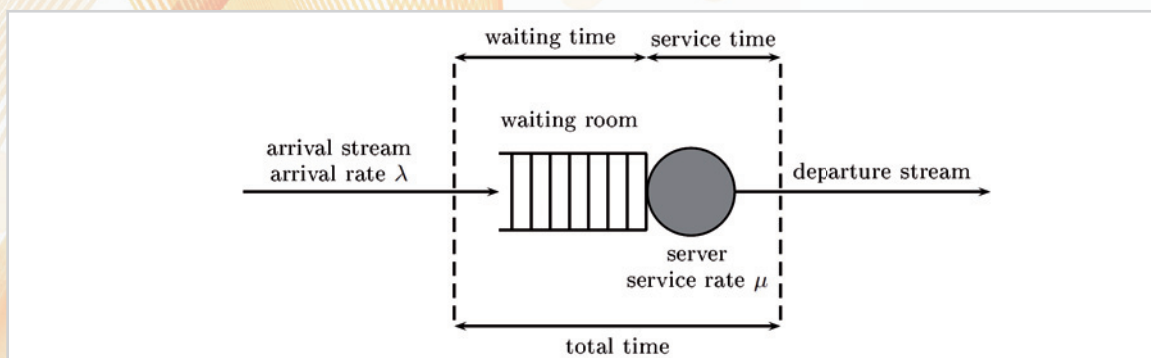 waiting time
service time
waiting room
arrival stream
arrival rate λ
departure stream
server
service rate μ
total time